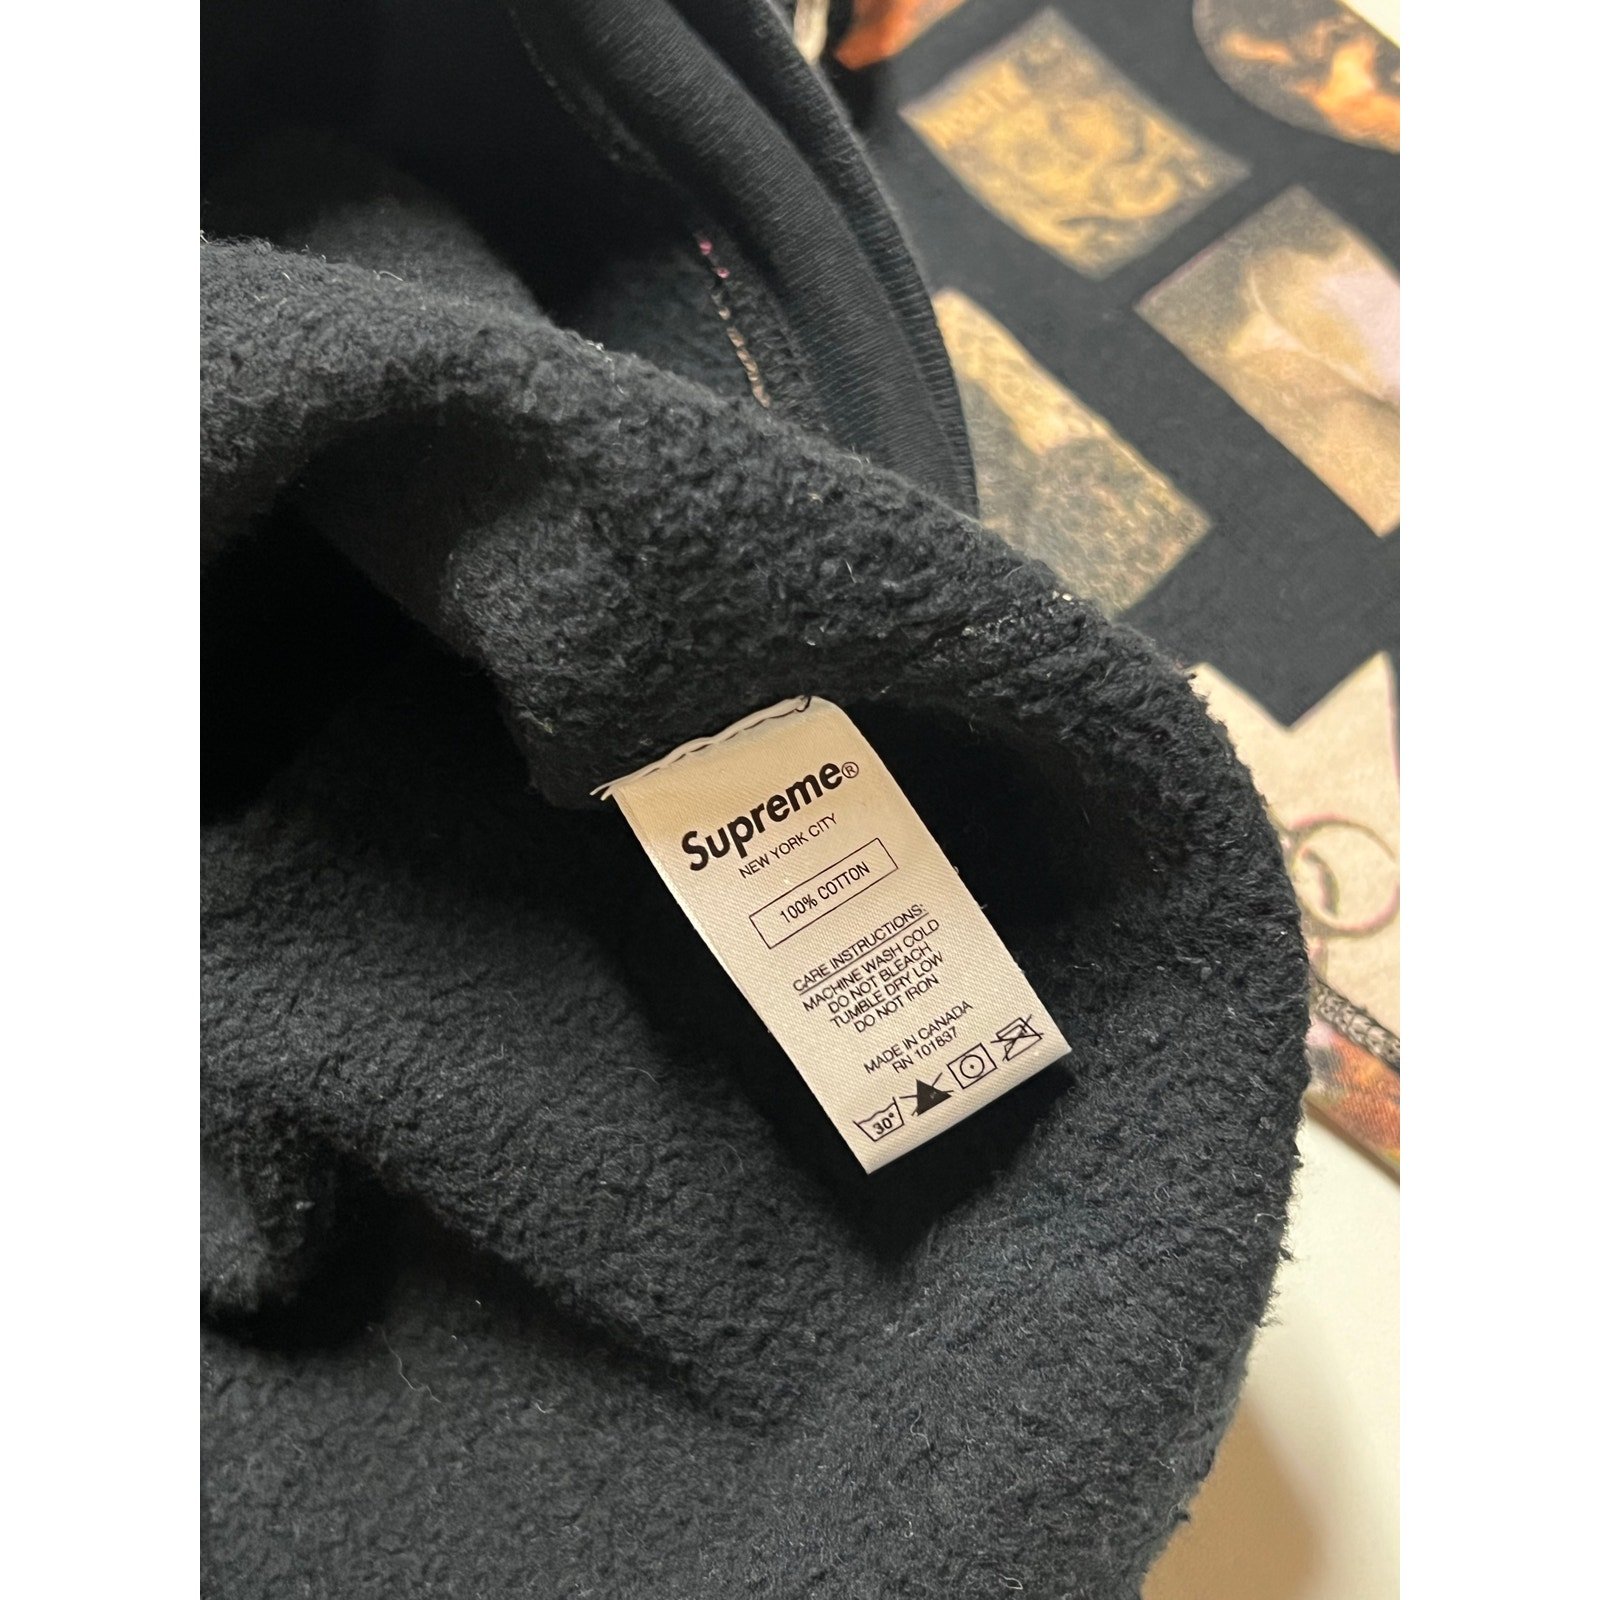 Supreme®
NEW YORK CITY
100% COTTON
CARE INSTRUCTIONS:
MACHINE WASH COLD
DO NOT BLEACH
TUMBLE DRY LOW
DO NOT IRON
MADE IN CANADA
RN 101837
30°